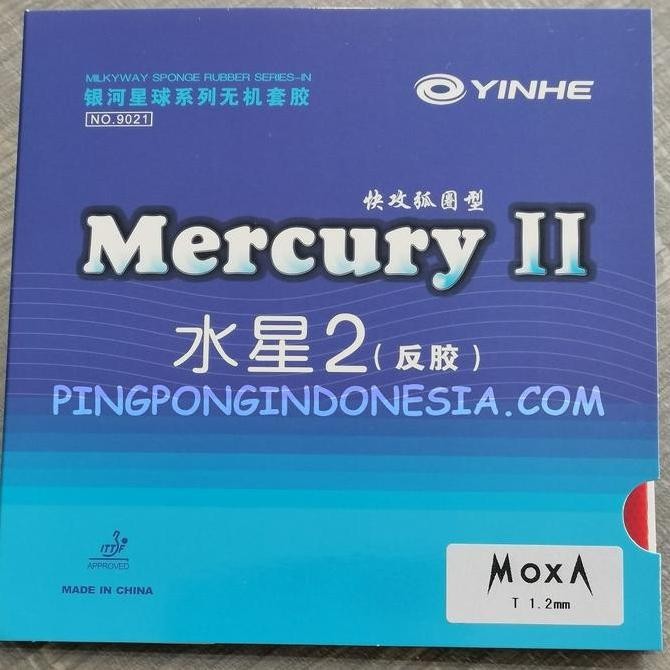 MILKYWAY SPONGE RUBBER SERIES-IN
银河星球系列无机套胶
NO.9021
YINHE
快攻弧圈型
Mercury II
水星2(反胶)
PINGPONGINDONESIA.COM
ITTF
APPROVED
MADE IN CHINA
MOXA
T 1.2mm